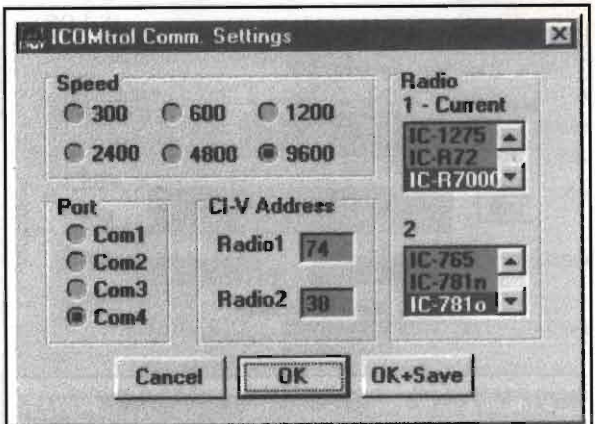 ICOMtrol Comm. Settings
Speed
300 600 1200
2400 4800 9600
Port
Com1
Com2
Com3
Com4
CI-V Address
Radio1 74
Radio2 38
Radio
1 - Current
IC-1275
IC-R72
IC-R7000
2
IC-765
IC-781n
IC-781o
Cancel OK OK+Save